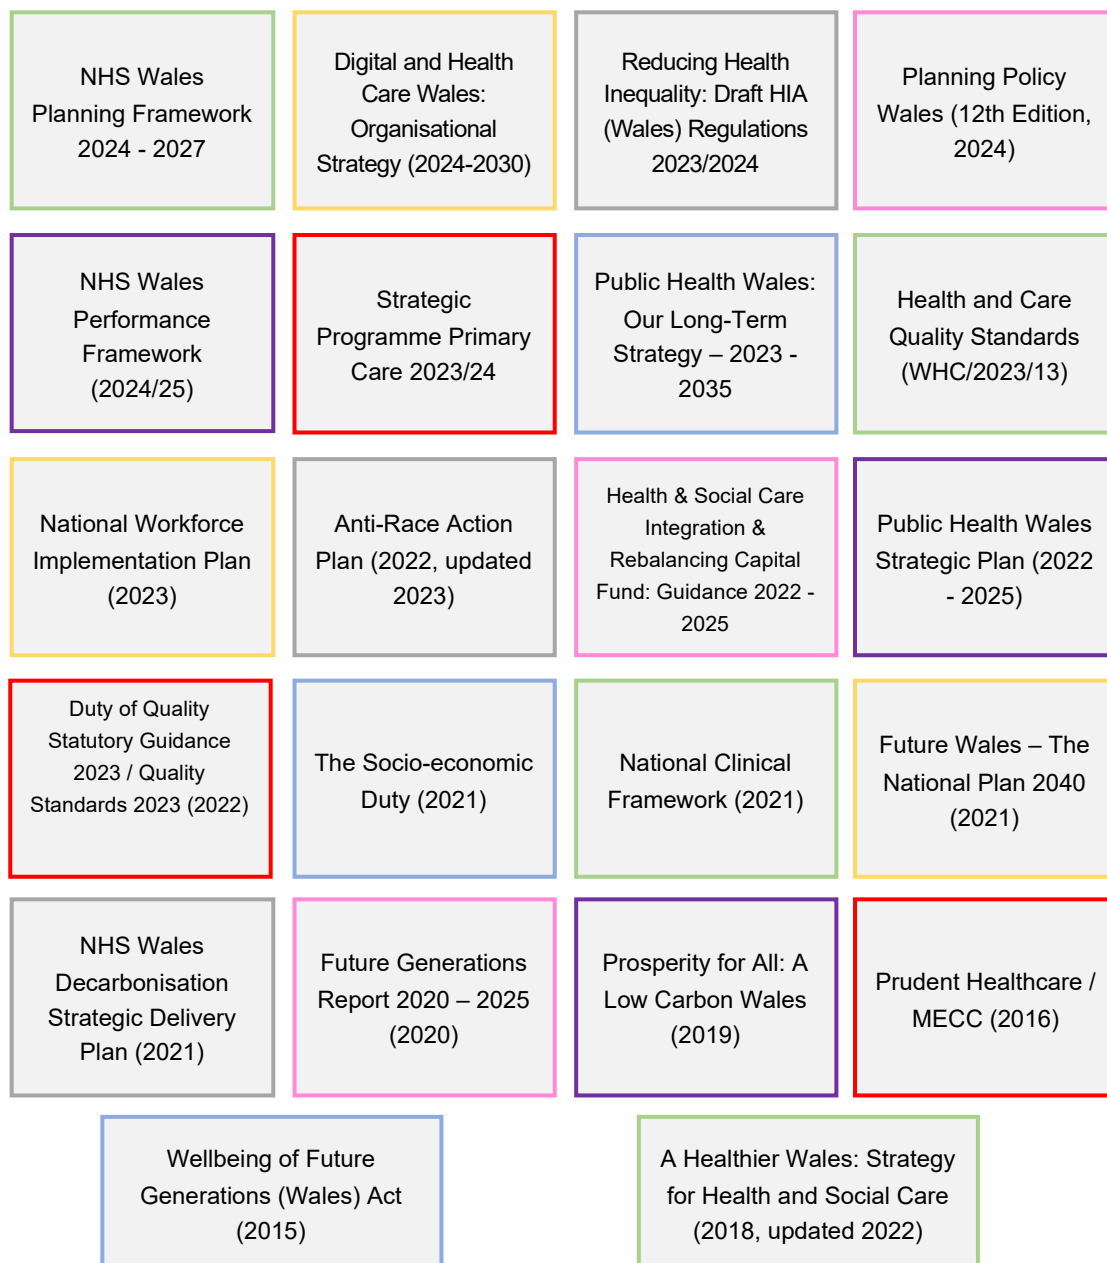 NHS Wales
Planning Framework
2024 - 2027
Digital and Health
Care Wales:
Organisational
Strategy (2024-2030)
Reducing Health
Inequality: Draft HIA
(Wales) Regulations
2023/2024
Planning Policy
Wales (12th Edition,
2024)
NHS Wales
Performance
Framework
(2024/25)
Strategic
Programme Primary
Care 2023/24
Public Health Wales:
Our Long-Term
Strategy – 2023 -
2035
Health and Care
Quality Standards
(WHC/2023/13)
National Workforce
Implementation Plan
(2023)
Anti-Race Action
Plan (2022, updated
2023)
Health & Social Care
Integration &
Rebalancing Capital
Fund: Guidance 2022 -
2025
Public Health Wales
Strategic Plan (2022
- 2025)
Duty of Quality
Statutory Guidance
2023 / Quality
Standards 2023 (2022)
The Socio-economic
Duty (2021)
National Clinical
Framework (2021)
Future Wales – The
National Plan 2040
(2021)
NHS Wales
Decarbonisation
Strategic Delivery
Plan (2021)
Future Generations
Report 2020 – 2025
(2020)
Prosperity for All: A
Low Carbon Wales
(2019)
Prudent Healthcare /
MECC (2016)
Wellbeing of Future
Generations (Wales) Act
(2015)
A Healthier Wales: Strategy
for Health and Social Care
(2018, updated 2022)